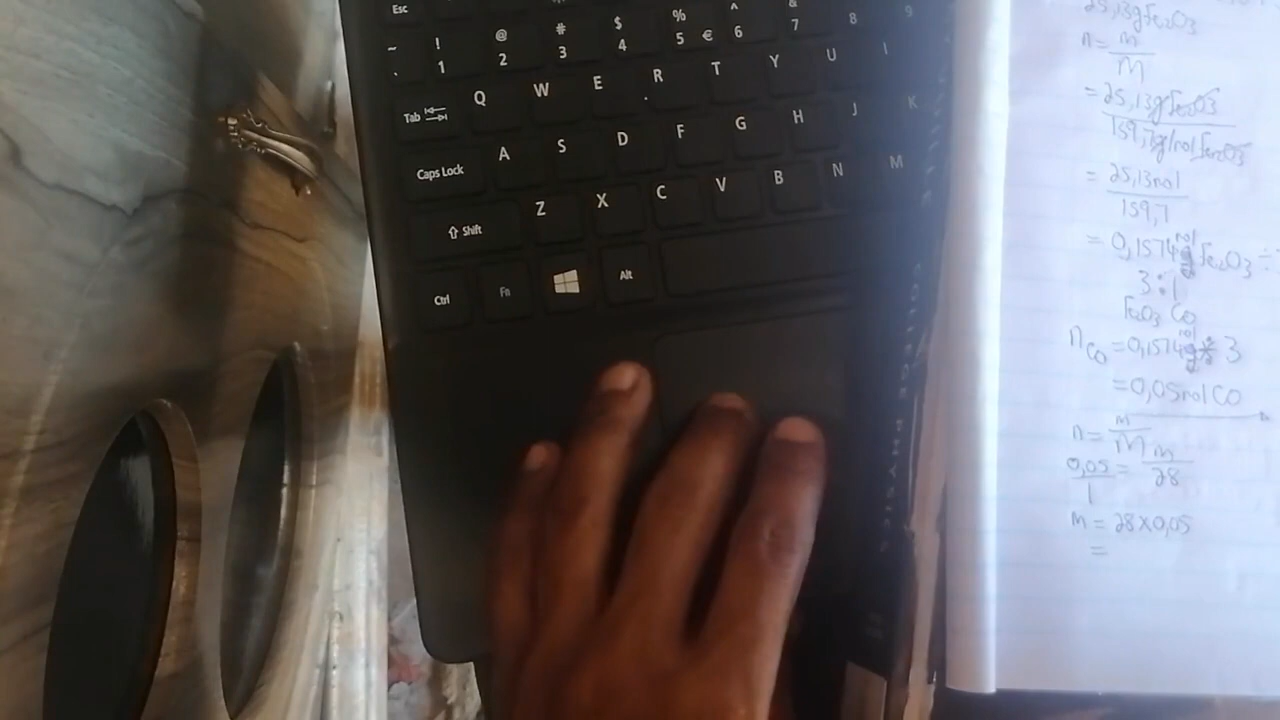 Esc
~ ! 1 @ 2 # 3 $ 4 % 5 € ^ 6 & 7 8 9
Tab Q W E R T Y U I
Caps Lock A S D F G H J K
Shift Z X C V B N M
Ctrl Fn Alt
25,13g Fe2O3
n = m
M
= 25,13g Fe2O3
159,7g/mol Fe2O3
= 25,13mol
159,7
= 0,1574 mol Fe2O3 ÷
3:1
Fe2O3 CO
nCO = 0,1574 mol 3
= 0,05mol CO
n = m
M
0,05 = m
1 28
m = 28 x 0,05
=